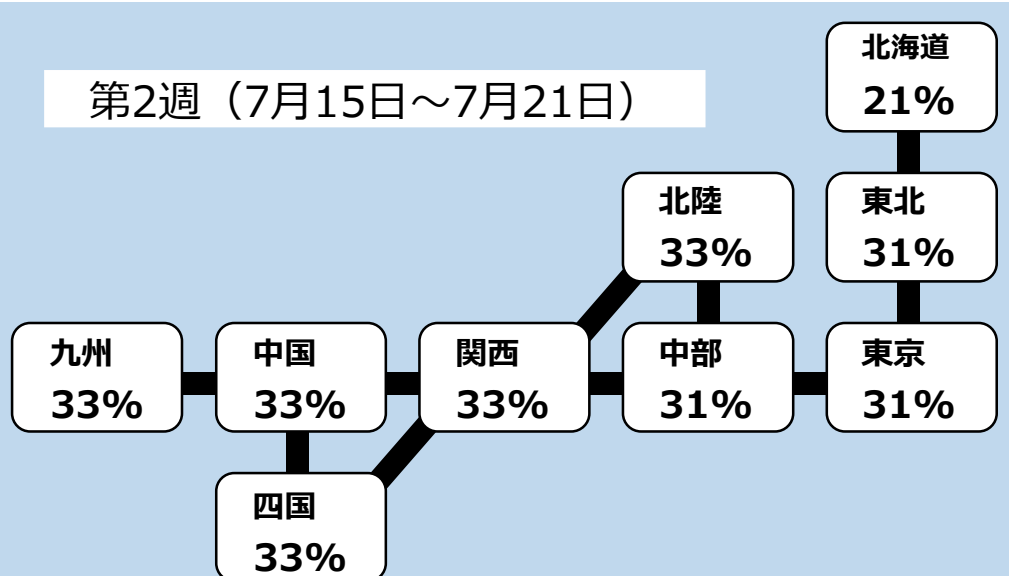 第2週（7月15日～7月21日）
北海道
21%
北陸
33%
東北
31%
九州
33%
中国
33%
関西
33%
中部
31%
東京
31%
四国
33%